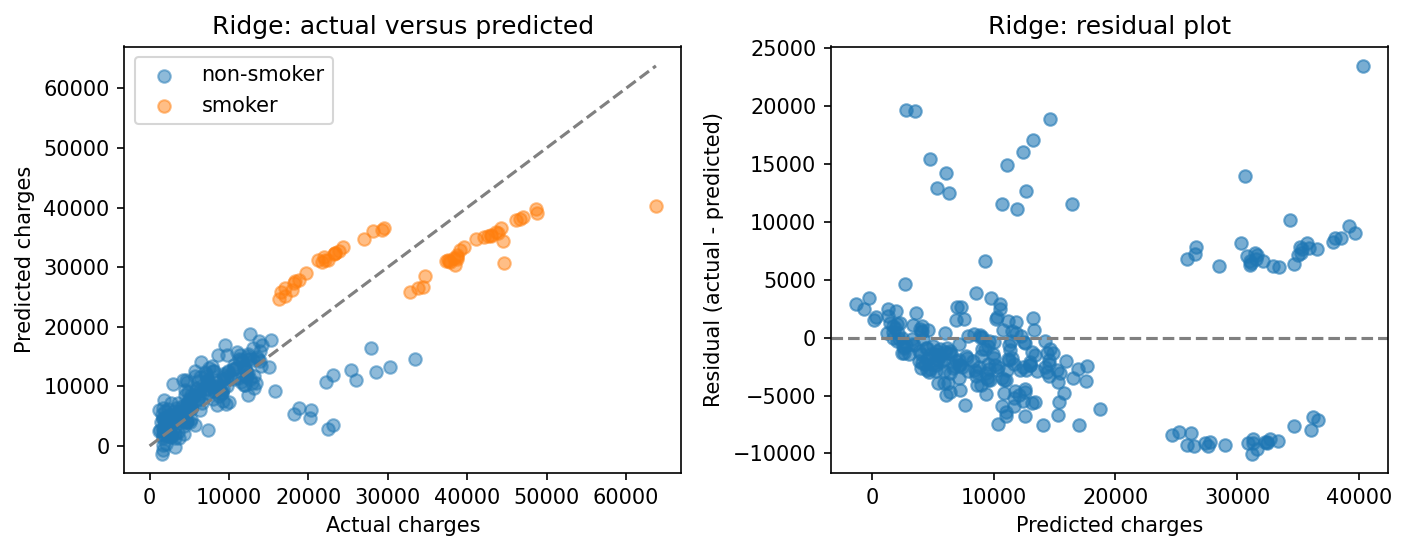 Ridge: actual versus predicted
non-smoker
smoker
60000
50000
40000
30000
20000
10000
0
Predicted charges
0 10000 20000 30000 40000 50000 60000
Actual charges
Ridge: residual plot
25000
20000
15000
10000
5000
0
−5000
−10000
Residual (actual - predicted)
0 10000 20000 30000 40000
Predicted charges